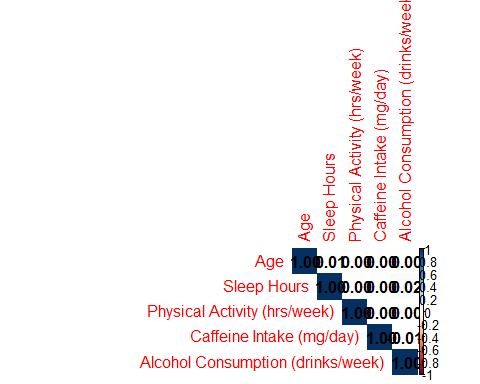 Age
Sleep Hours
Physical Activity (hrs/week)
Caffeine Intake (mg/day)
Alcohol Consumption (drinks/week
Age 1.00 0.01 0.00 0.00 0.00
Sleep Hours 1.00 0.00 0.00 0.02
Physical Activity (hrs/week) 1.00 0.00 0.00
Caffeine Intake (mg/day) 1.00 0.01
Alcohol Consumption (drinks/week) 1.00
1
0.8
0.6
0.4
0.2
0
-0.2
-0.4
-0.6
-0.8
-1